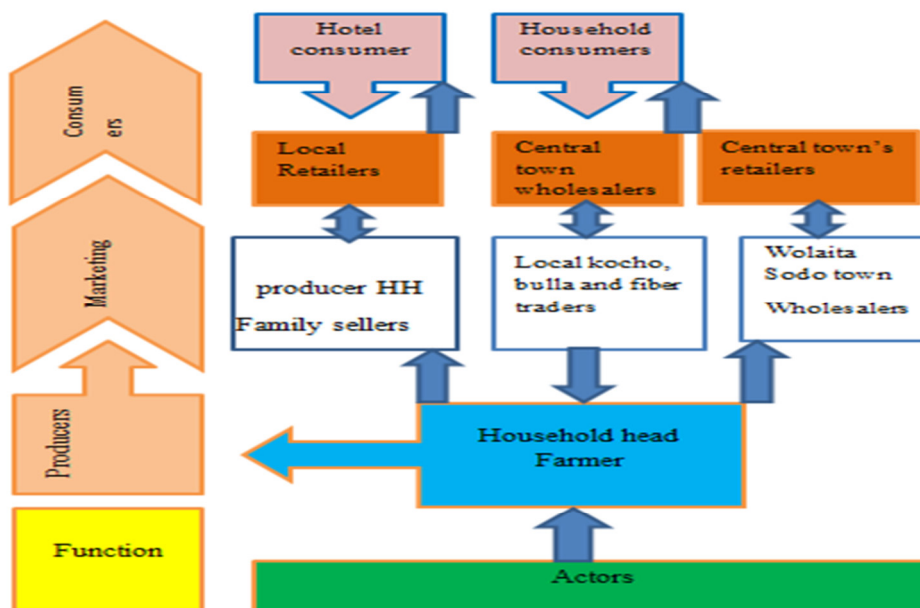 Hotel
consumer
Household
consumers
Consum
ers
Local
Retailers
Central
town
wholesalers
Central town's
retailers
Marketing
producer HH
Family sellers
Local kocho,
bulla and fiber
traders
Wolaita
Sodo town
Wholesalers
Producers
Household head
Farmer
Function
Actors